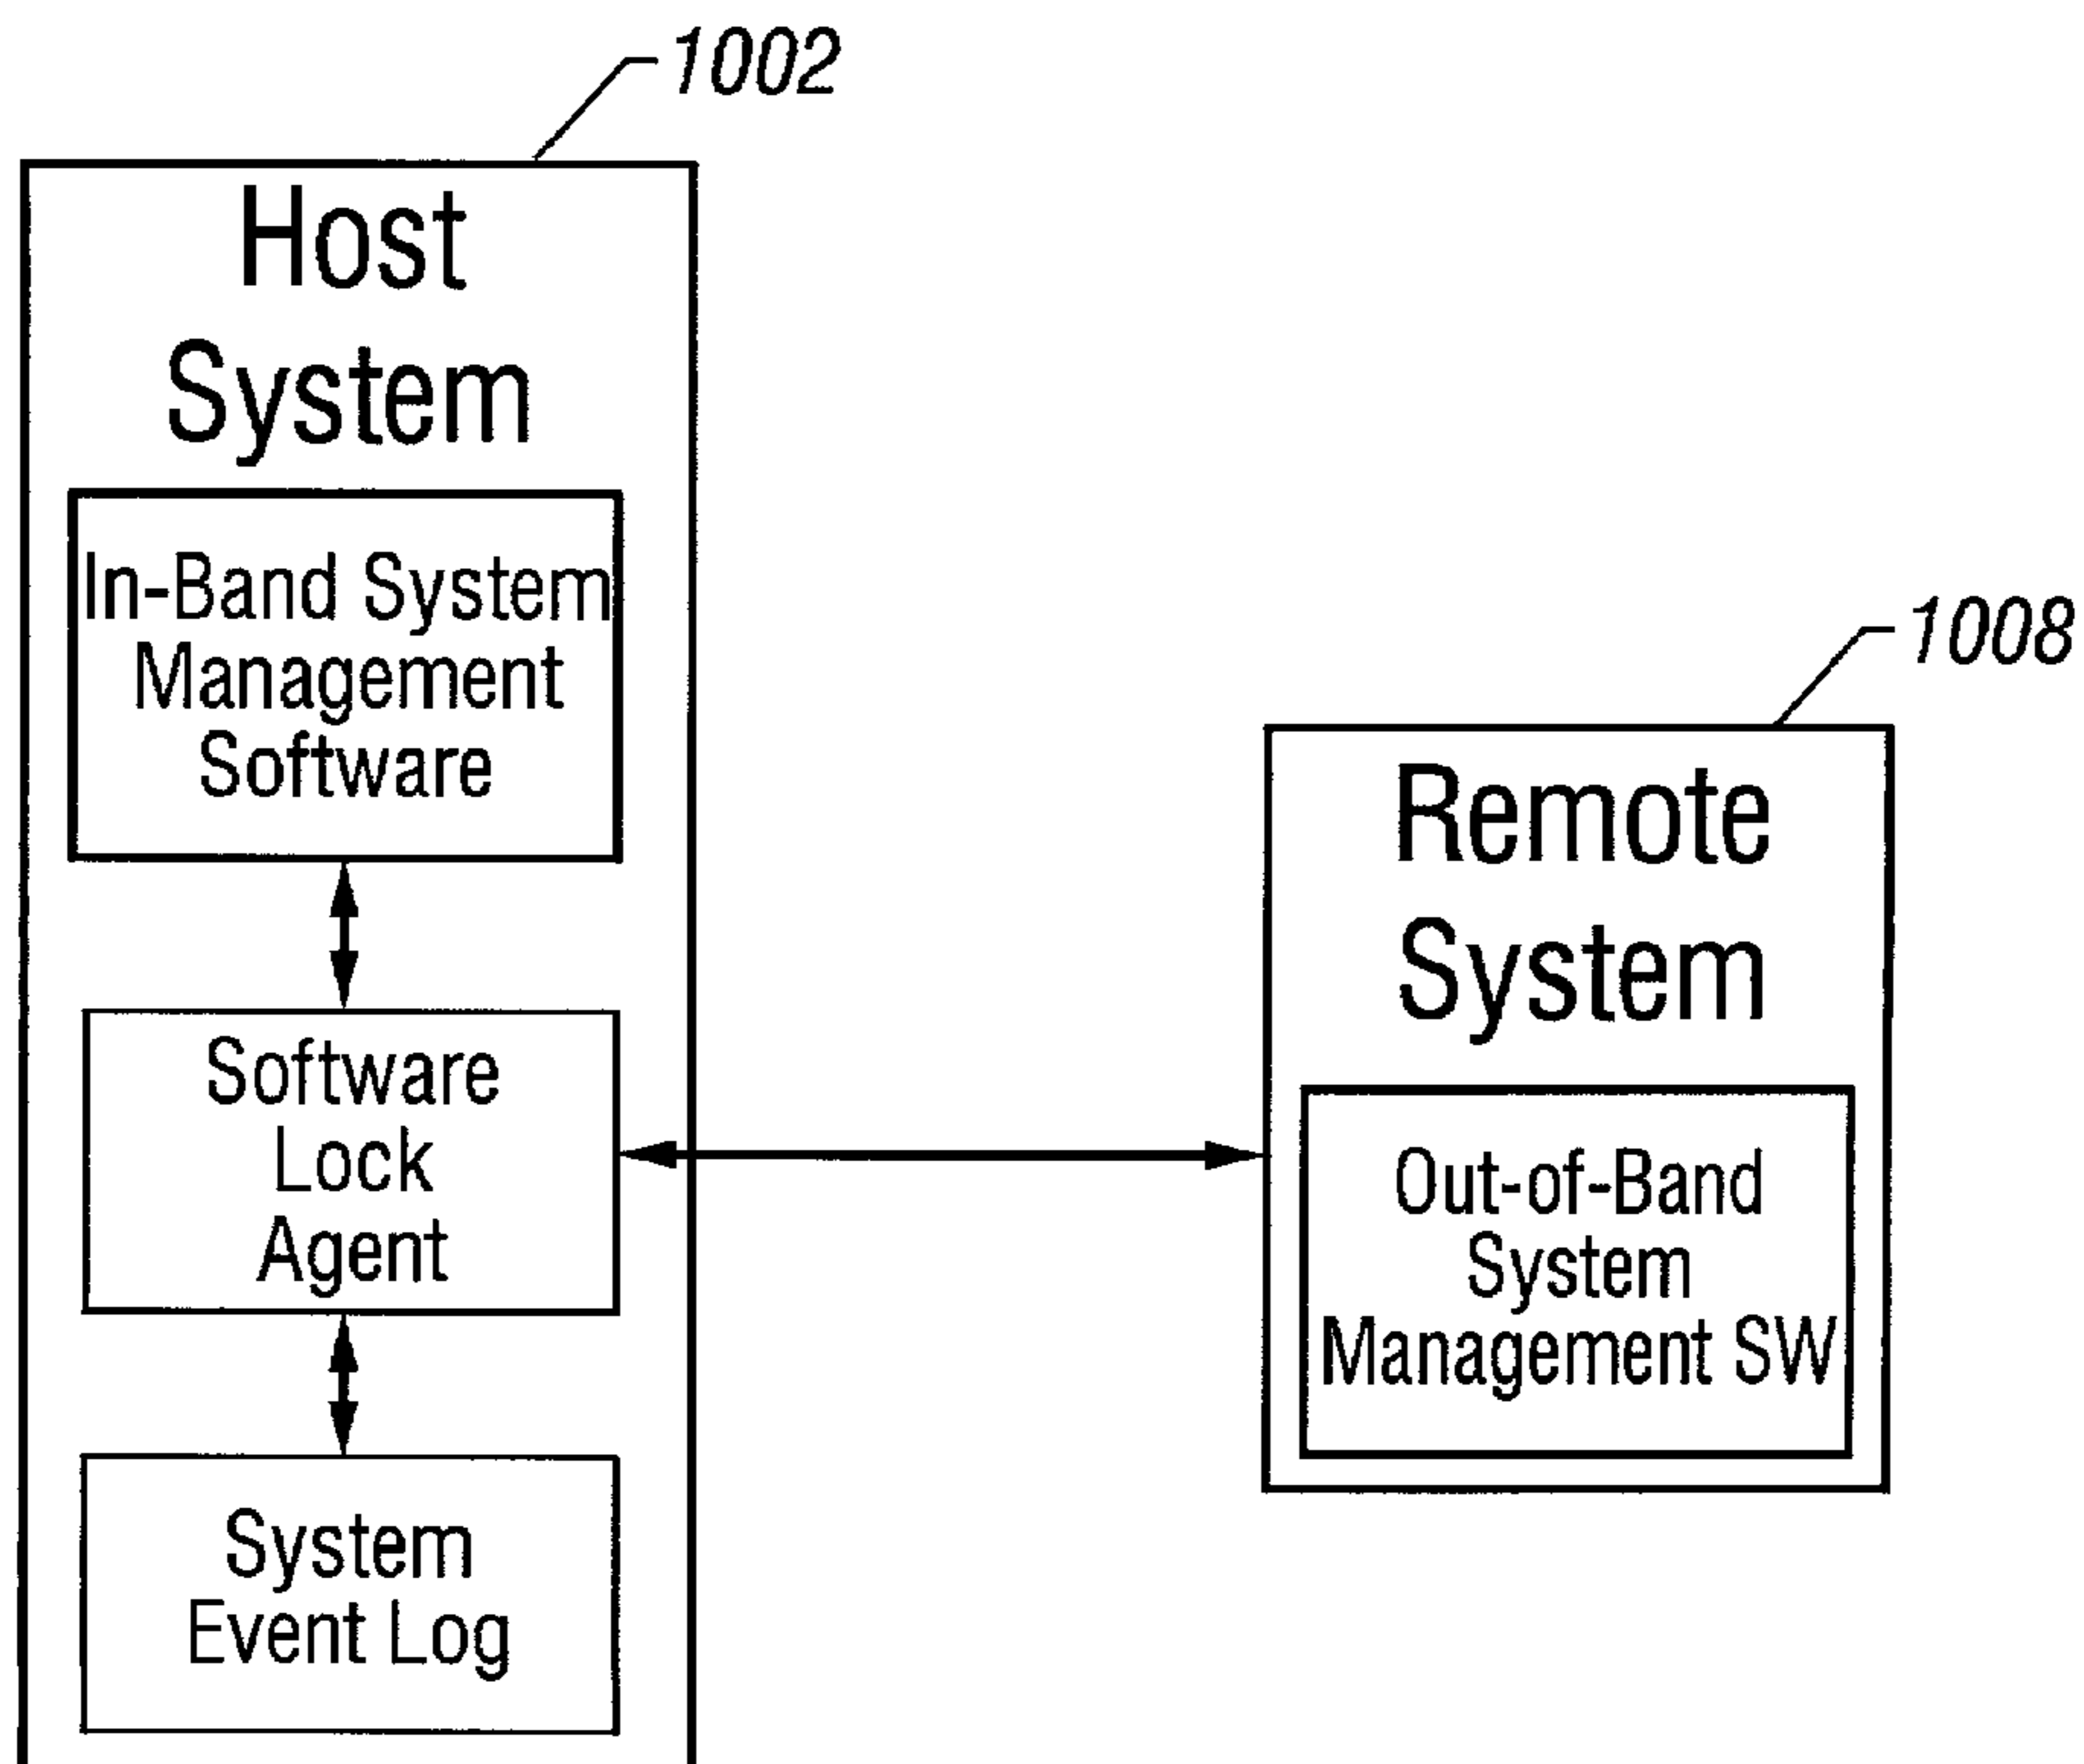 1002
Host
System
In-Band System
Management
Software
Software
Lock
Agent
System
Event Log
1008
Remote
System
Out-of-Band
System
Management SW